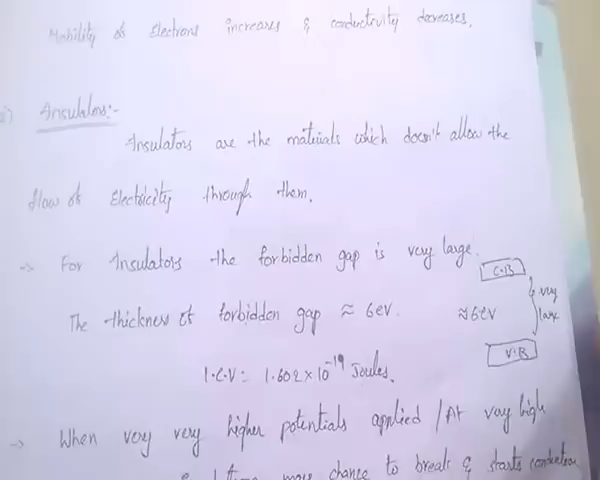 Mobility of Electrons increases & conductivity decreases.
Insulators:-
Insulators are the materials which doesn't allow the
flow of Electricity through them.
-> For Insulators the forbidden gap is very large.
C.B
The thickness of forbidden gap ≈ 6ev. ≈6ev very
V.B
1.e.V = 1.602×10^-19 Joules.
-> When very very higher potentials applied / At very high
more chance to break & starts conduction